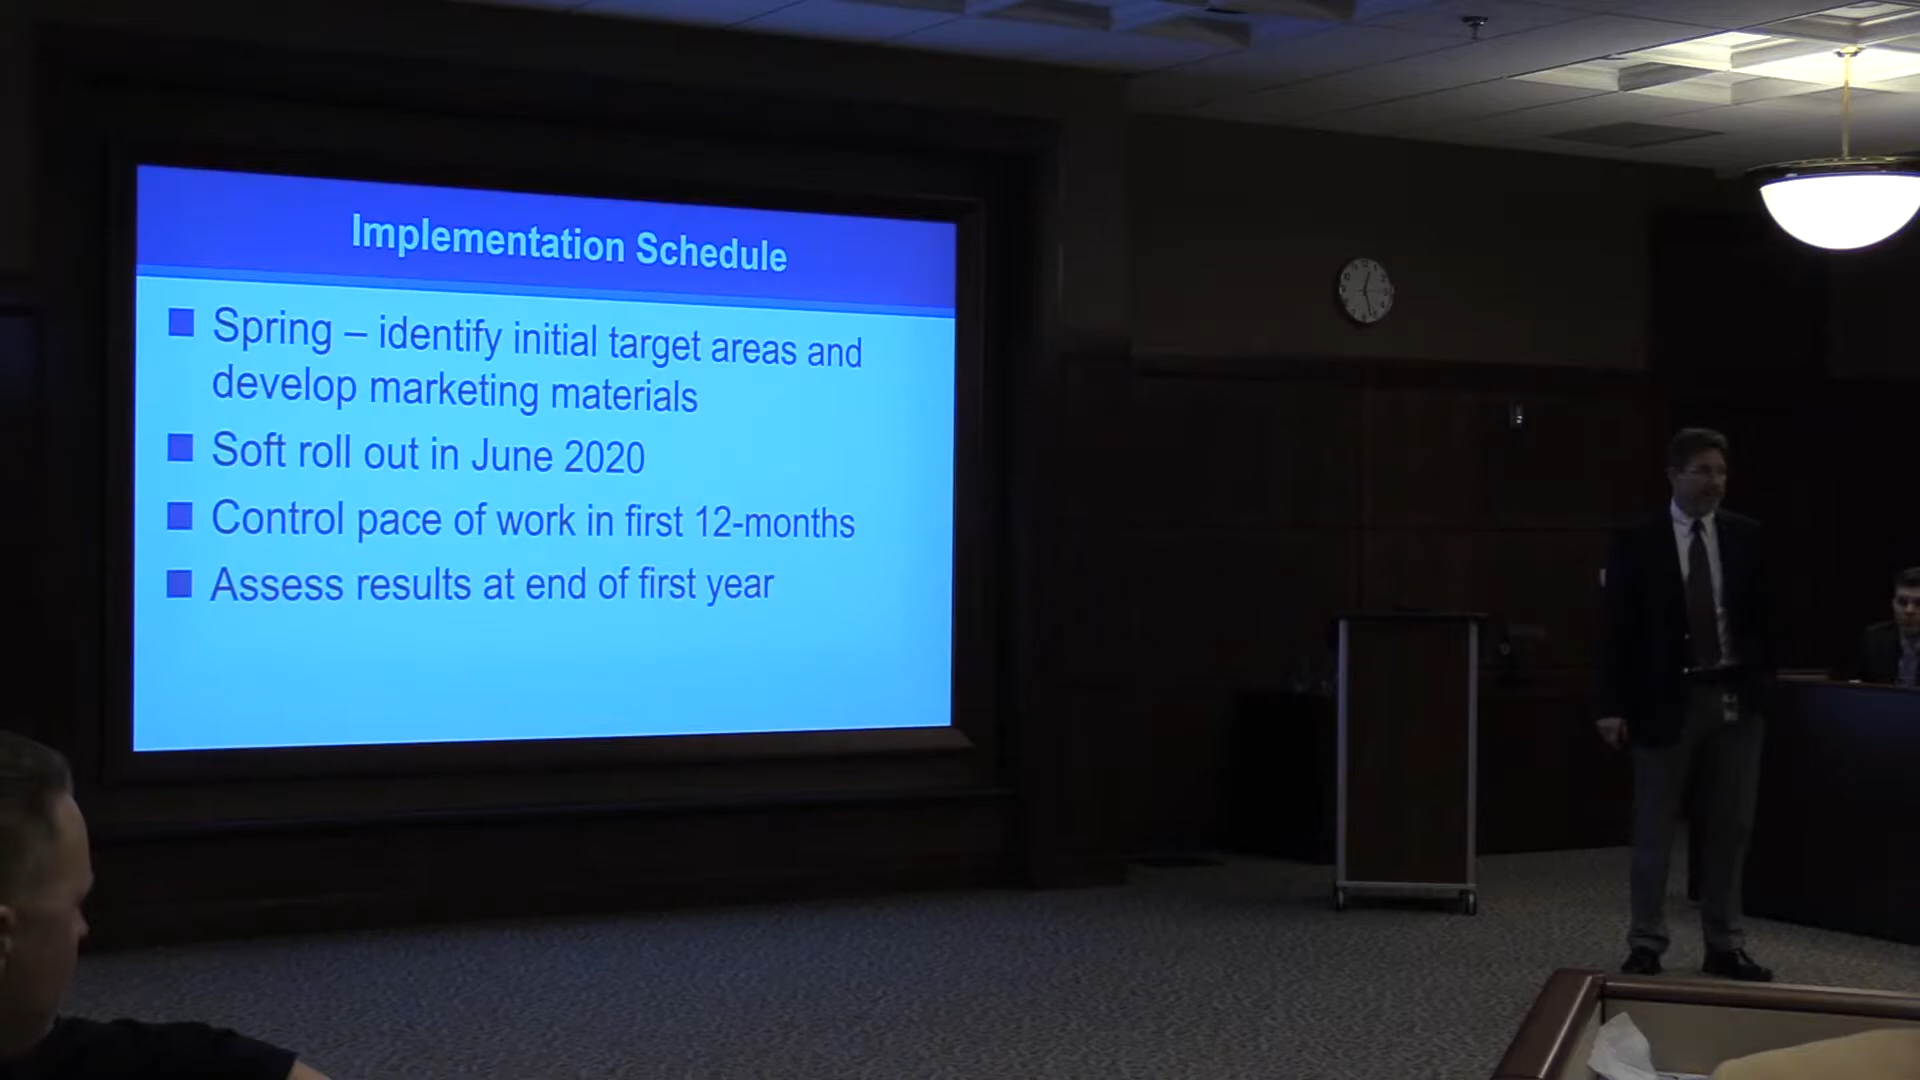 Implementation Schedule
Spring – identify initial target areas and
develop marketing materials
Soft roll out in June 2020
Control pace of work in first 12-months
Assess results at end of first year